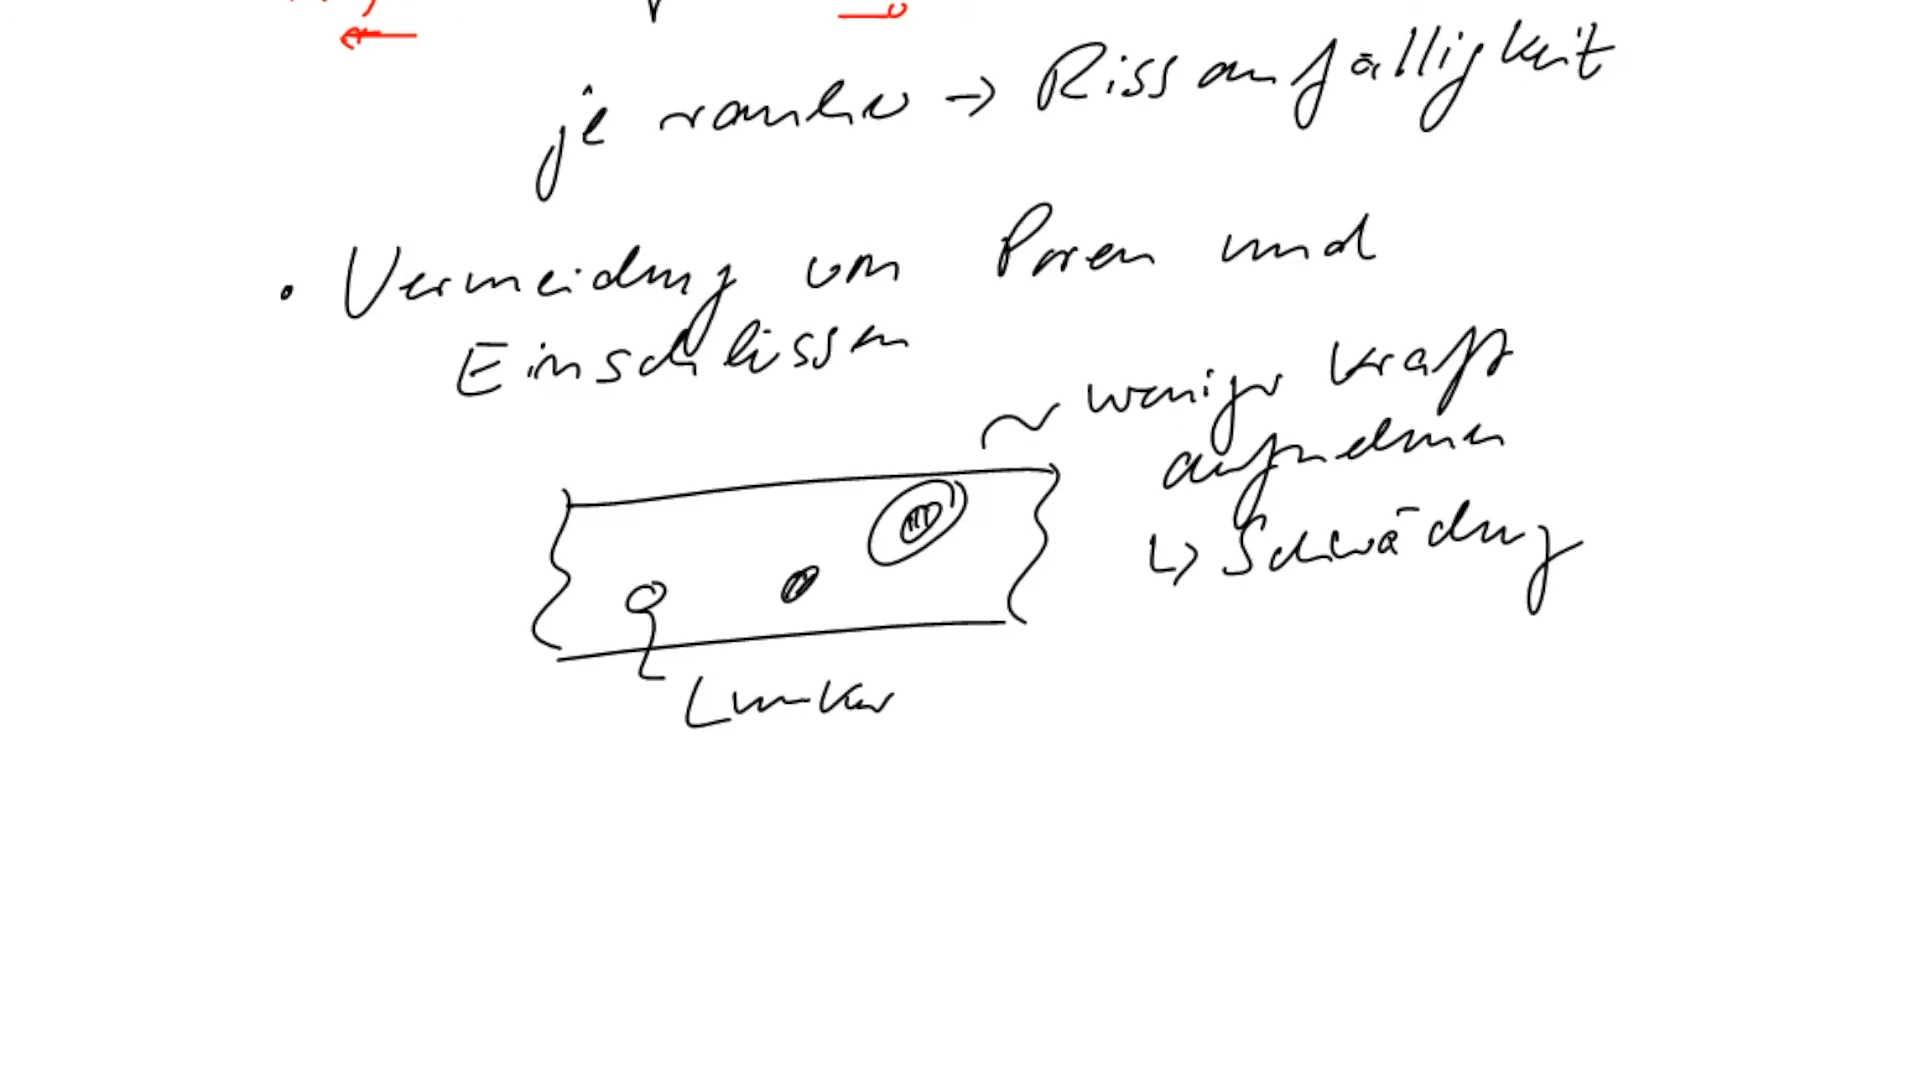 je rauher -> Rissanfälligkeit
• Vermeidung von Poren und
Einschlüssen
~ weniger Kraft
aufnehmen
↳ Schwächung
Lunker